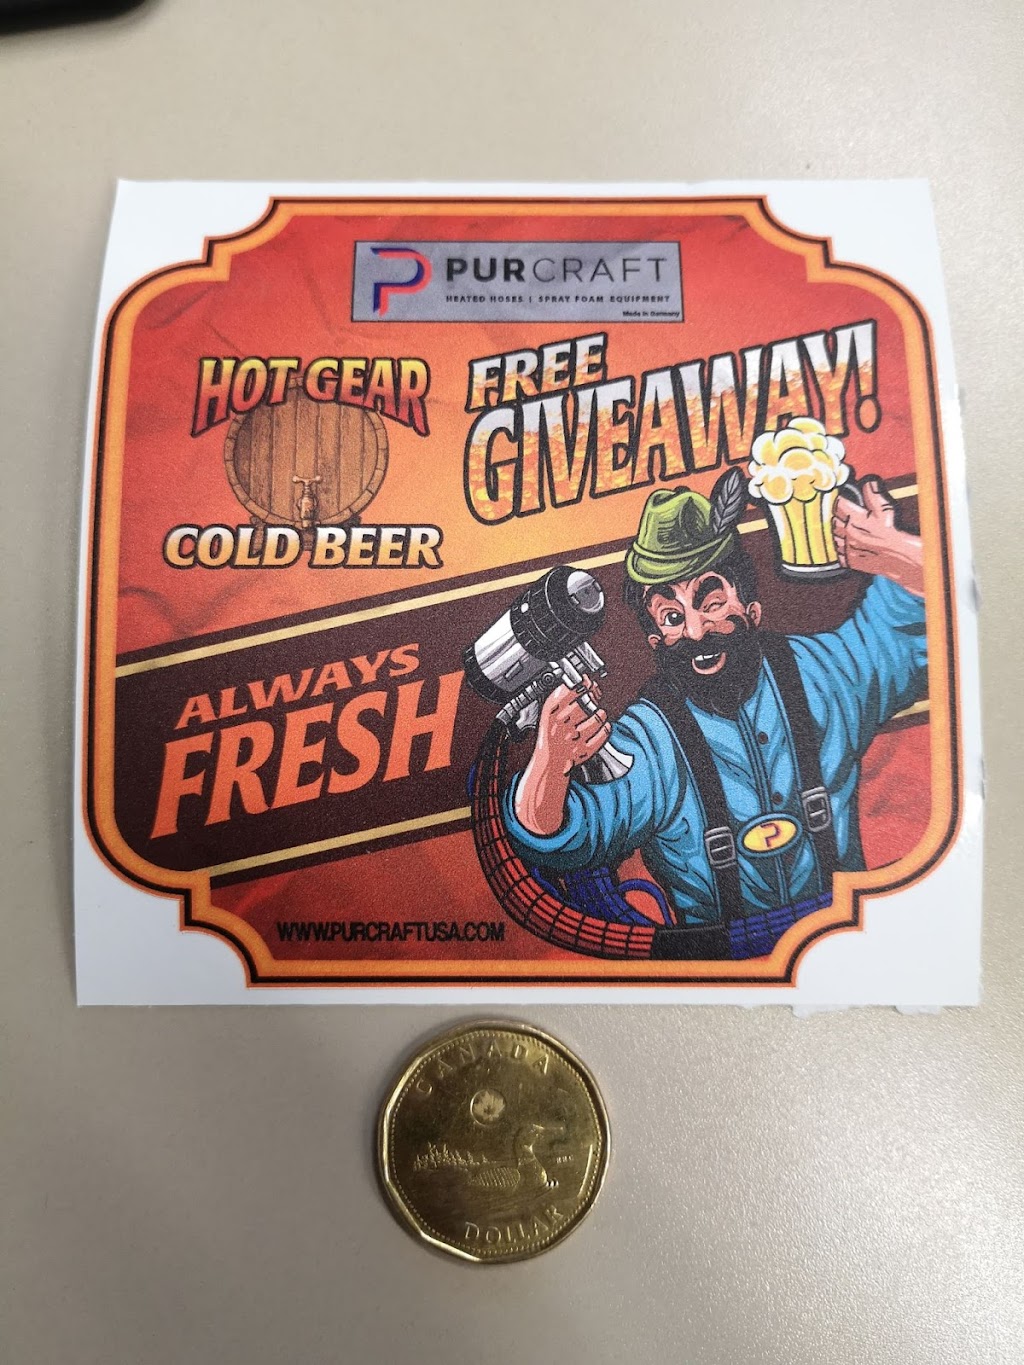 PURCRAFT
HEATED HOSES | SPRAY FOAM EQUIPMENT
Made in Germany
HOT GEAR
COLD BEER
FREE
GIVEAWAY!
ALWAYS
FRESH
P
WWW.PURCRAFTUSA.COM
CANADA
DOLLAR